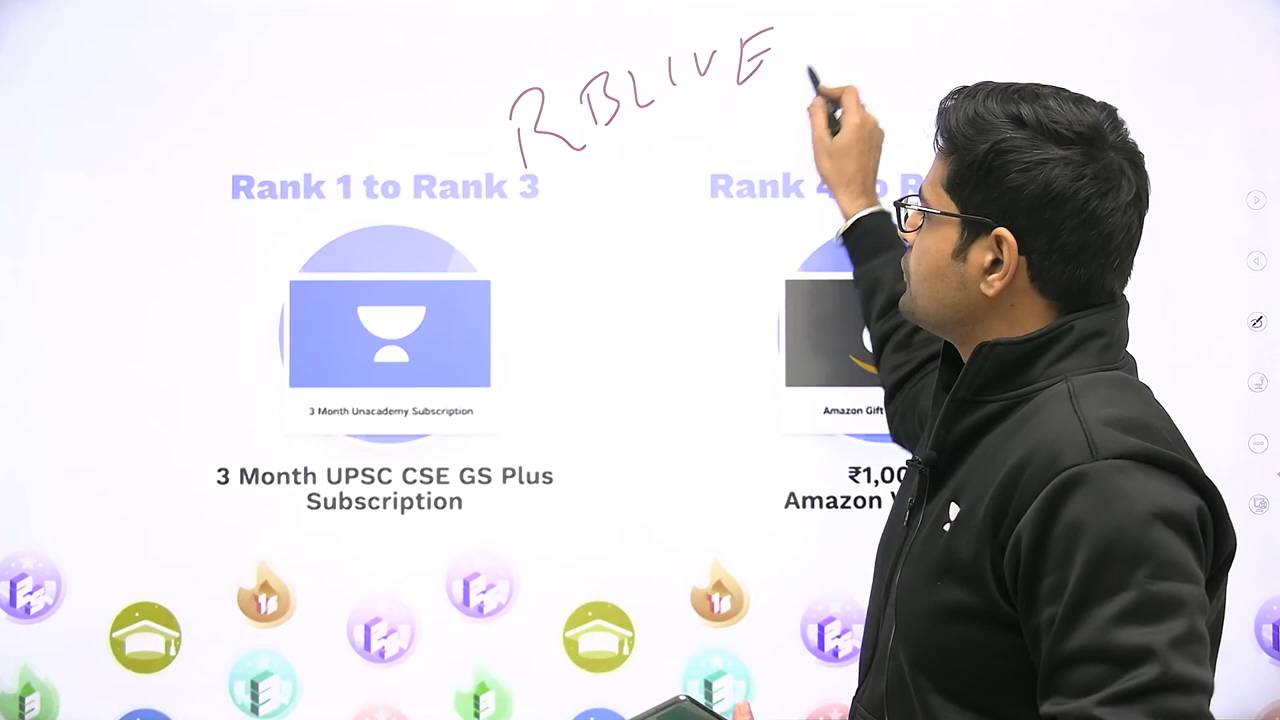 RBLIVE
Rank 1 to Rank 3
Rank 4 to R
3 Month Unacademy Subscription
Amazon Gift
3 Month UPSC CSE GS Plus
Subscription
₹1,00
Amazon V